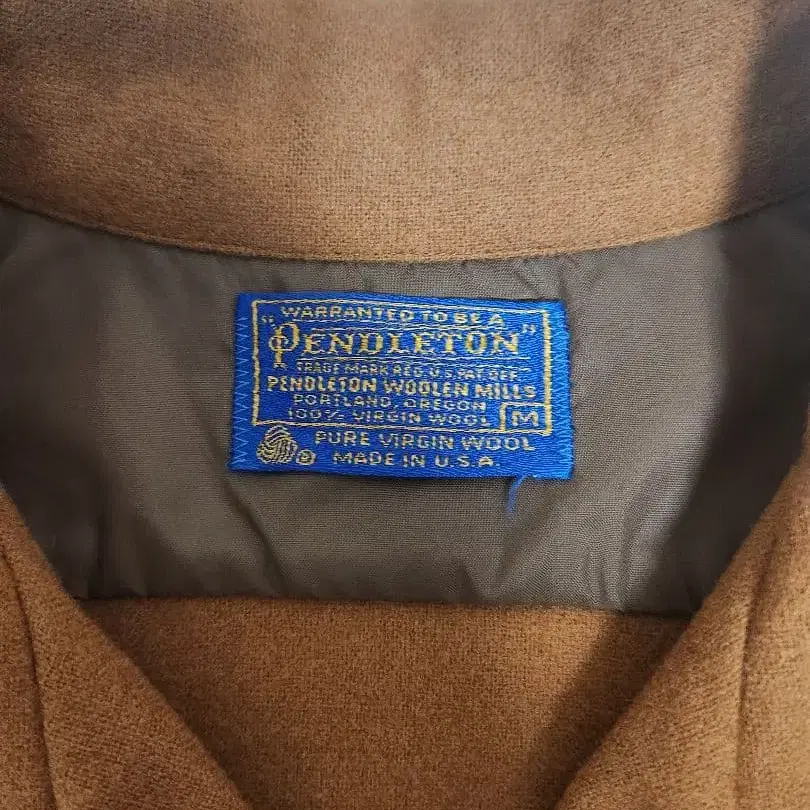 WARRANTED TO BE A
"PENDLETON"
TRADE MARK REG. U.S. PAT. OFF.
PENDLETON WOOLEN MILLS
PORTLAND, OREGON
100% VIRGIN WOOL M
PURE VIRGIN WOOL
MADE IN U.S.A.